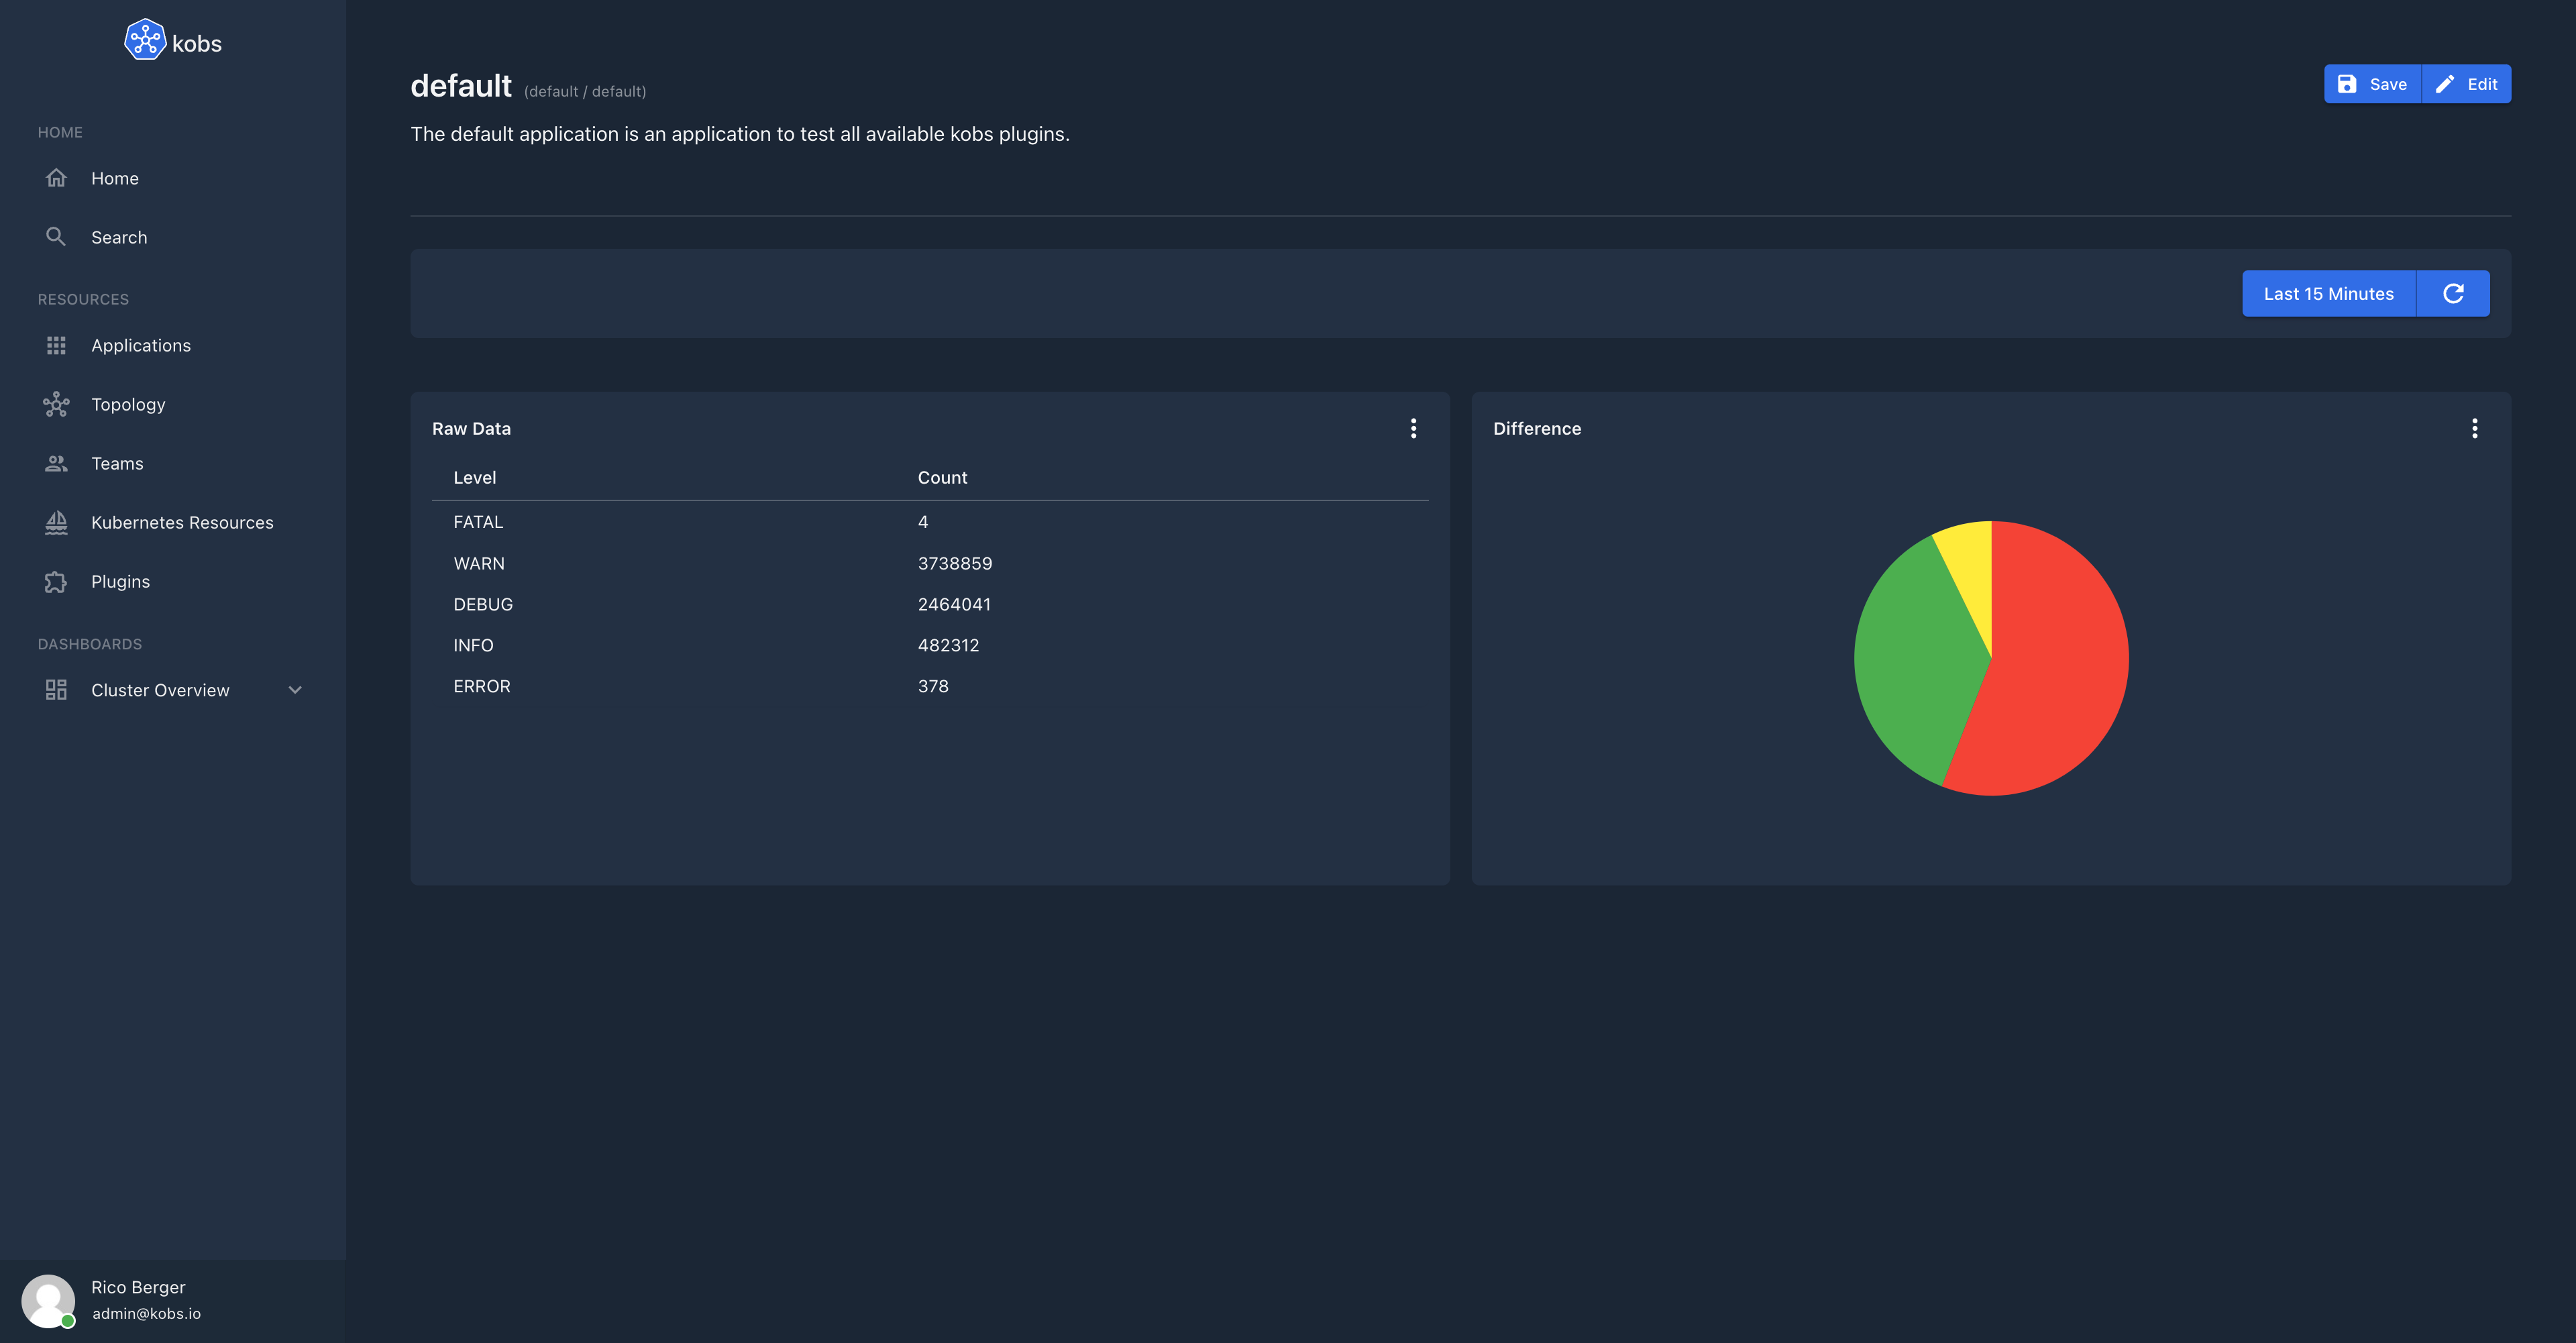 kobs
HOME
Home
Search
RESOURCES
Applications
Topology
Teams
Kubernetes Resources
Plugins
DASHBOARDS
Cluster Overview
Rico Berger
admin@kobs.io
default (default / default)
Save Edit
The default application is an application to test all available kobs plugins.
Last 15 Minutes
Raw Data
Level Count
FATAL 4
WARN 3738859
DEBUG 2464041
INFO 482312
ERROR 378
Difference